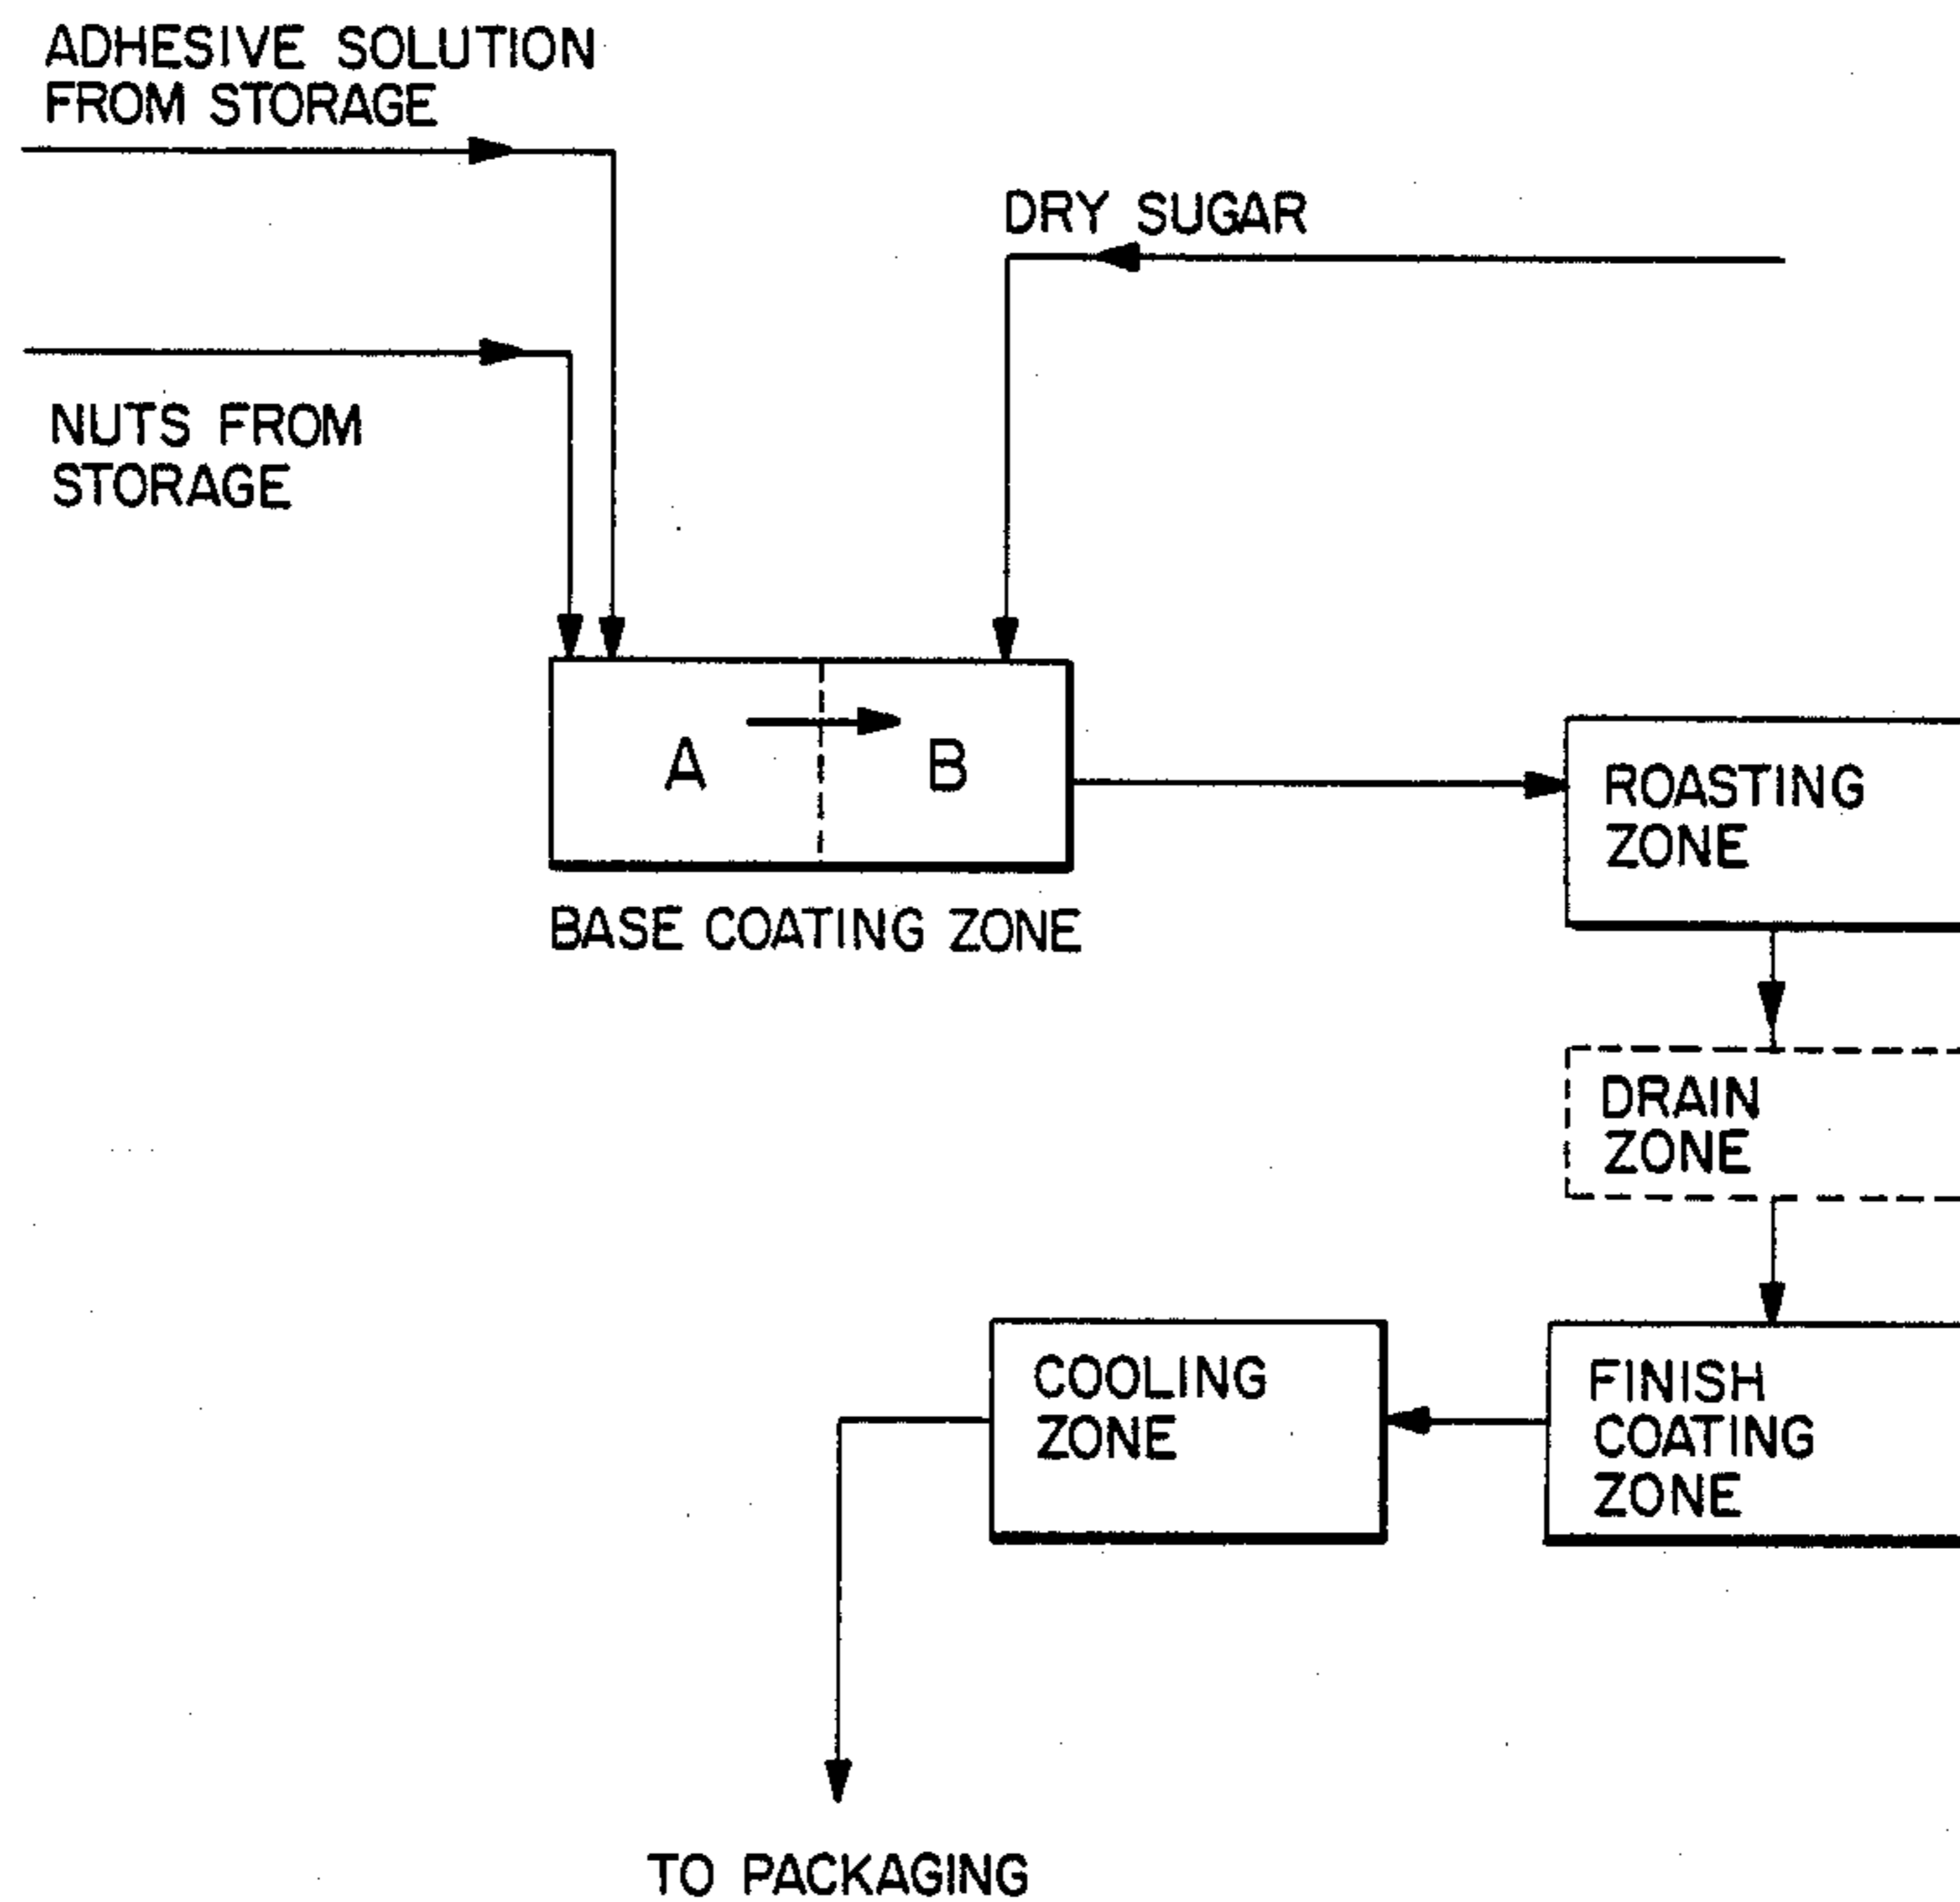 ADHESIVE SOLUTION
FROM STORAGE
DRY SUGAR
NUTS FROM
STORAGE
A
B
BASE COATING ZONE
ROASTING
ZONE
DRAIN
ZONE
FINISH
COATING
ZONE
COOLING
ZONE
TO PACKAGING